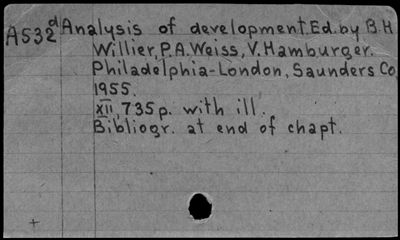 A532d Analysis of development. Ed. by B.H
Willier, P.A. Weiss, V. Hamburger.
Philadelphia-London, Saunders Co
1955.
XII, 735p. with ill.
Bibliogr. at end of chapt.
+